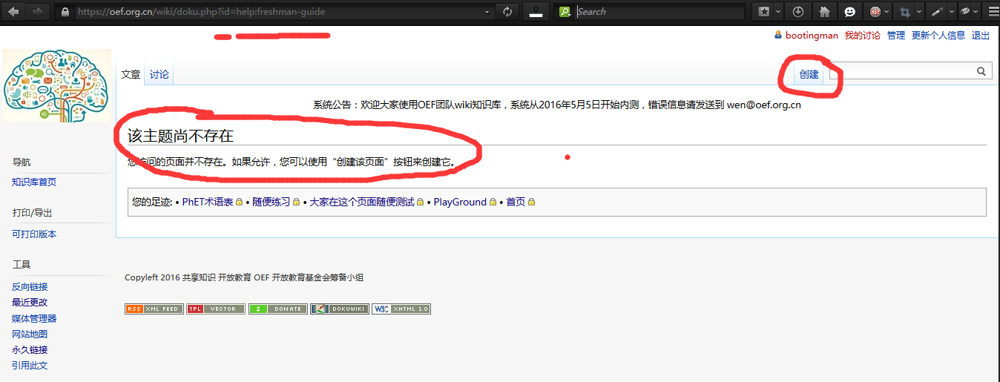 https://oef.org.cn/wiki/doku.php?id=help:freshman-guide
0
Search
ABP
bootingman 我的讨论 管理 更新个人信息 退出
文章 讨论
创建
系统公告：欢迎大家使用OEF团队wiki知识库，系统从2016年5月5日开始内测，错误信息请发送到 wen@oef.org.cn
该主题尚不存在
您访问的页面并不存在。如果允许，您可以使用“创建该页面”按钮来创建它。
您的足迹: • PhET术语表 • 随便练习 • 大家在这个页面随便测试 • PlayGround • 首页
导航
知识库首页
打印/导出
可打印版本
工具
反向链接
最近更改
媒体管理器
网站地图
永久链接
引用此文
Copyleft 2016 共享知识 开放教育 OEF 开放教育基金会筹备小组
RSS XML FEED TPL VECTOR $ DONATE DOKUWIKI W3C XHTML 1.0